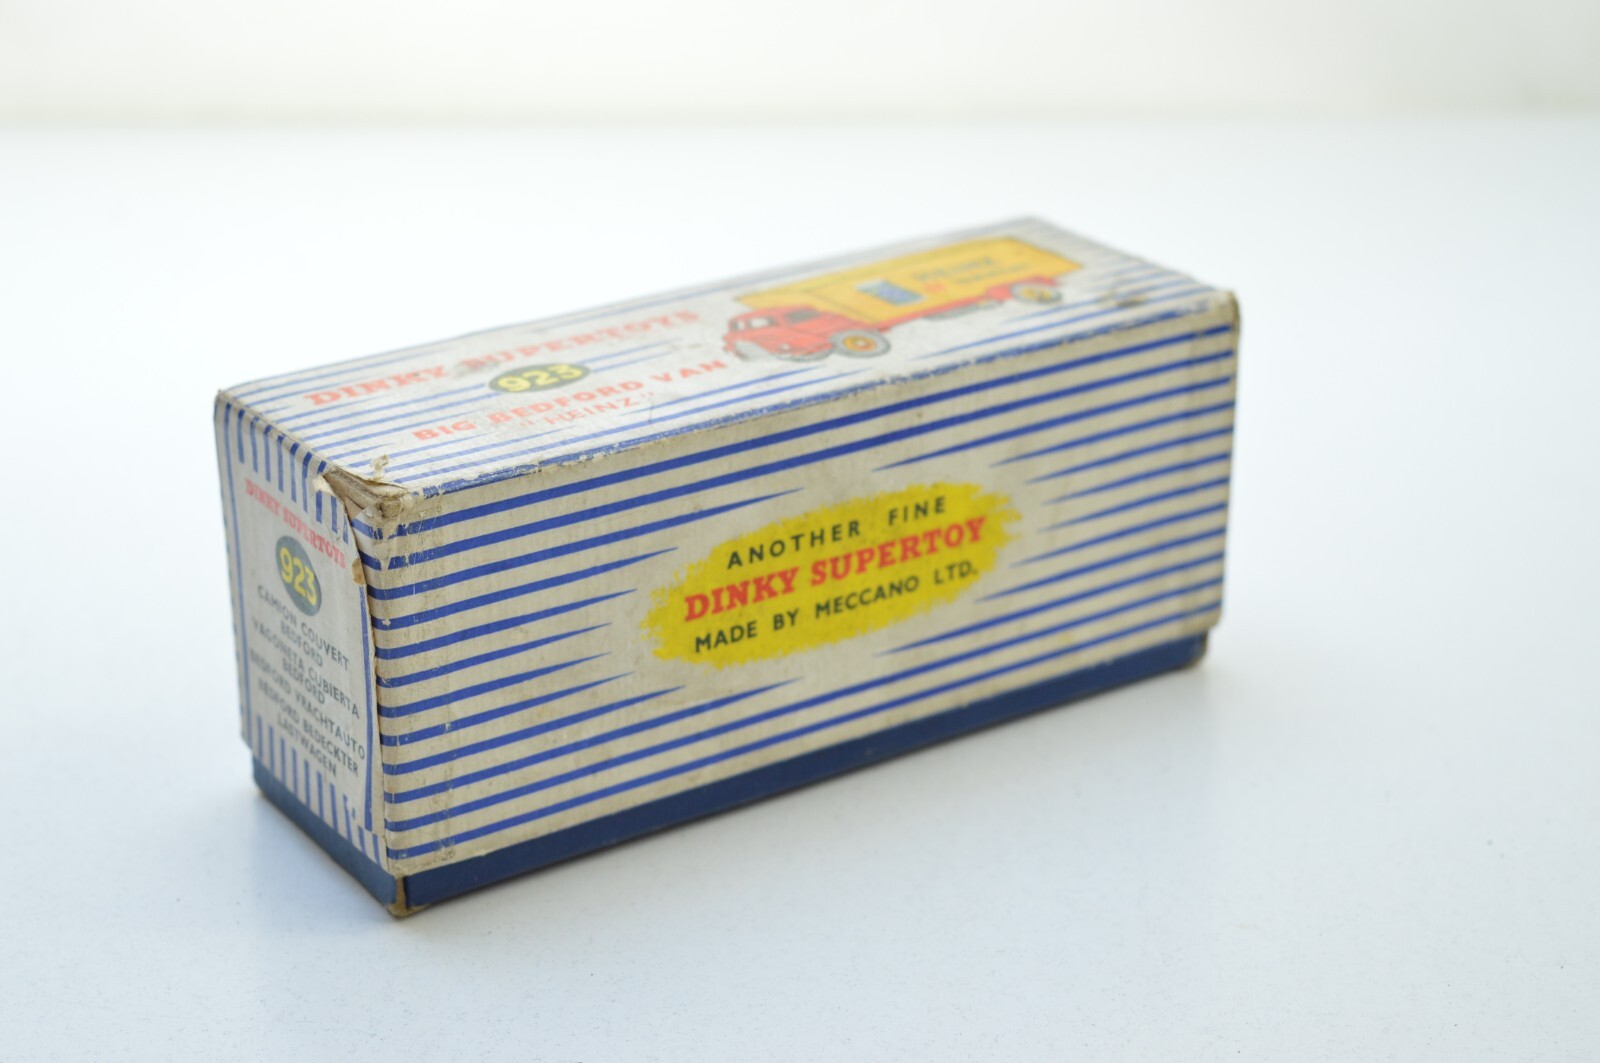 DINKY SUPERTOYS
923
BIG BEDFORD VAN
"HEINZ"
ANOTHER FINE
DINKY SUPERTOY
MADE BY MECCANO LTD.
DINKY SUPERTOYS
923
CAMION COUVERT
BEDFORD
VAGONETA CUBIERTA
BEDFORD
BEDFORD VRACHTAUTO
BEDFORD BEDECKTER
LASTWAGEN